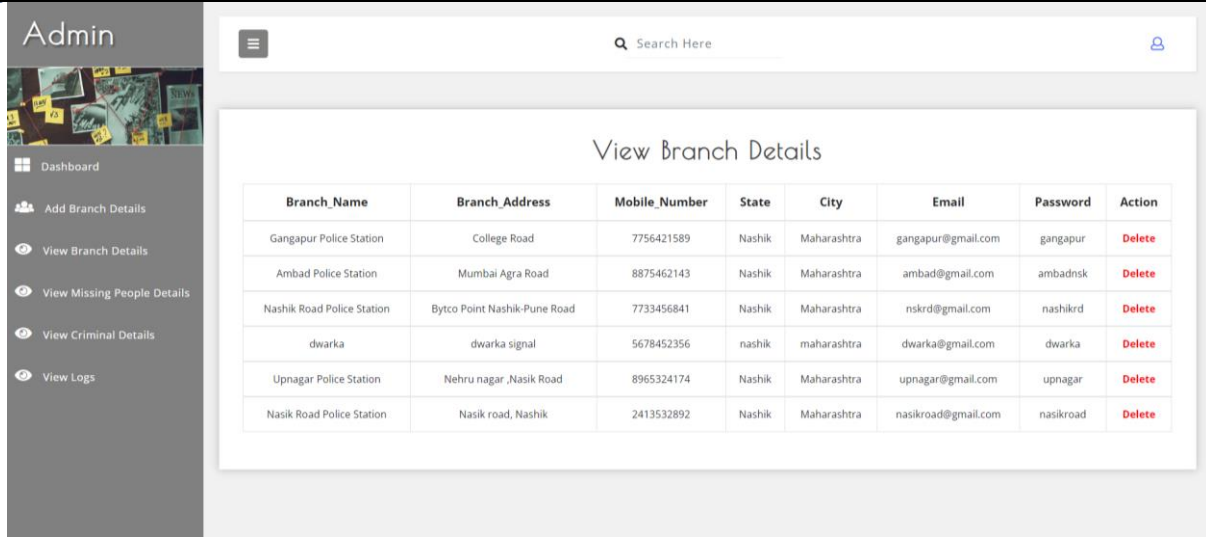 Admin
Search Here
NEWS
Dashboard
Add Branch Details
View Branch Details
View Missing People Details
View Criminal Details
View Logs
View Branch Details
Branch_Name Branch_Address Mobile_Number State City Email Password Action
Gangapur Police Station College Road 7756421589 Nashik Maharashtra gangapur@gmail.com gangapur Delete
Ambad Police Station Mumbai Agra Road 8875462143 Nashik Maharashtra ambad@gmail.com ambadnsk Delete
Nashik Road Police Station Bytco Point Nashik-Pune Road 7733456841 Nashik Maharashtra nskrd@gmail.com nashikrd Delete
dwarka dwarka signal 5678452356 nashik maharashtra dwarka@gmail.com dwarka Delete
Upnagar Police Station Nehru nagar ,Nasik Road 8965324174 Nashik Maharashtra upnagar@gmail.com upnagar Delete
Nasik Road Police Station Nasik road, Nashik 2413532892 Nashik Maharashtra nasikroad@gmail.com nasikroad Delete